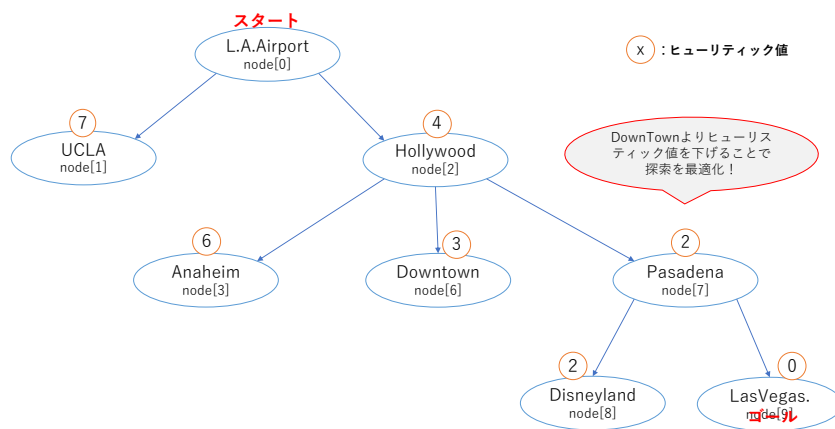 スタート
L.A.Airport
node[0]
x
：ヒューリティック値
7
UCLA
node[1]
4
Hollywood
node[2]
DownTownよりヒューリス
ティック値を下げることで
探索を最適化！
6
Anaheim
node[3]
3
Downtown
node[6]
2
Pasadena
node[7]
2
Disneyland
node[8]
0
LasVegas.
node[9]
ゴール